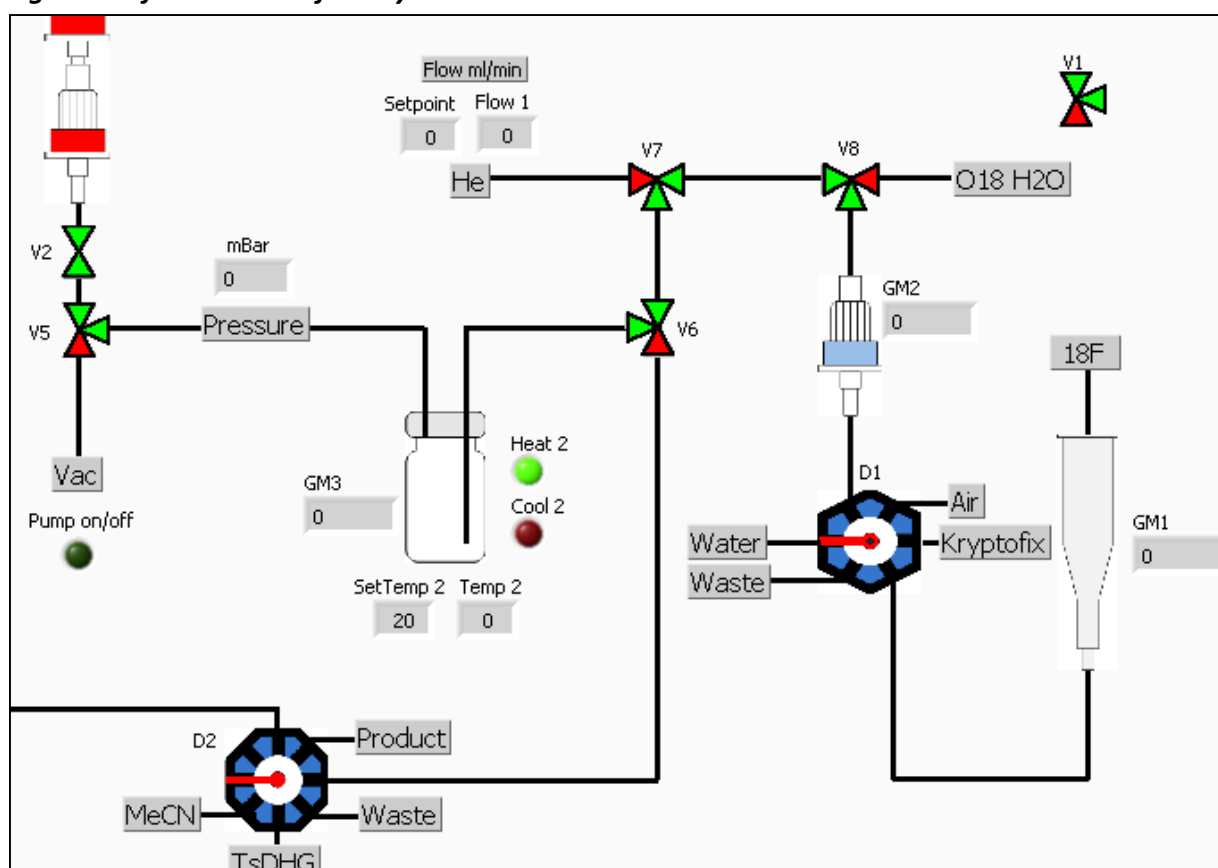 V1
Flow ml/min
Setpoint Flow 1
0 0
V7 V8
He O18 H2O
V2
mBar
0
GM2
0
V5 Pressure V6
18F
Heat 2
Vac D1
GM3
0
Air
Cool 2
Pump on/off GM1
0
Water Kryptofix
Waste
SetTemp 2 Temp 2
20 0
D2 Product
MeCN Waste
TsDHG